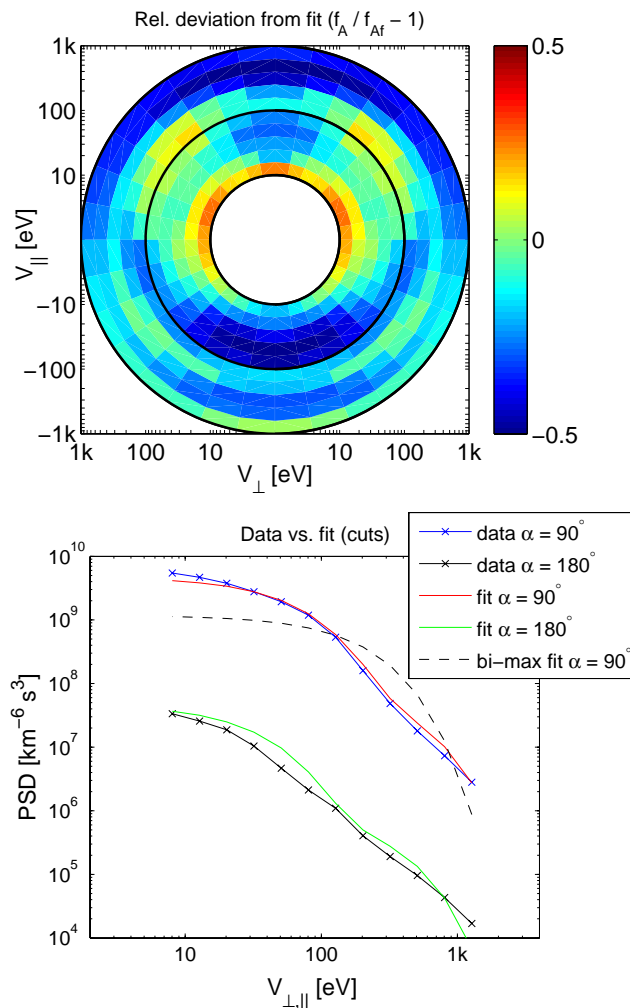 Rel. deviation from fit (f_A / f_Af − 1)
1k
100
10
−10
−100
−1k
V_|| [eV]
1k 100 10 10 100 1k
V_⊥ [eV]
0.5
0
−0.5
Data vs. fit (cuts)
data α = 90°
data α = 180°
fit α = 90°
fit α = 180°
bi−max fit α = 90°
10^10
10^9
10^8
10^7
10^6
10^5
10^4
PSD [km^−6 s^3]
10 100 1k
V_⊥,|| [eV]